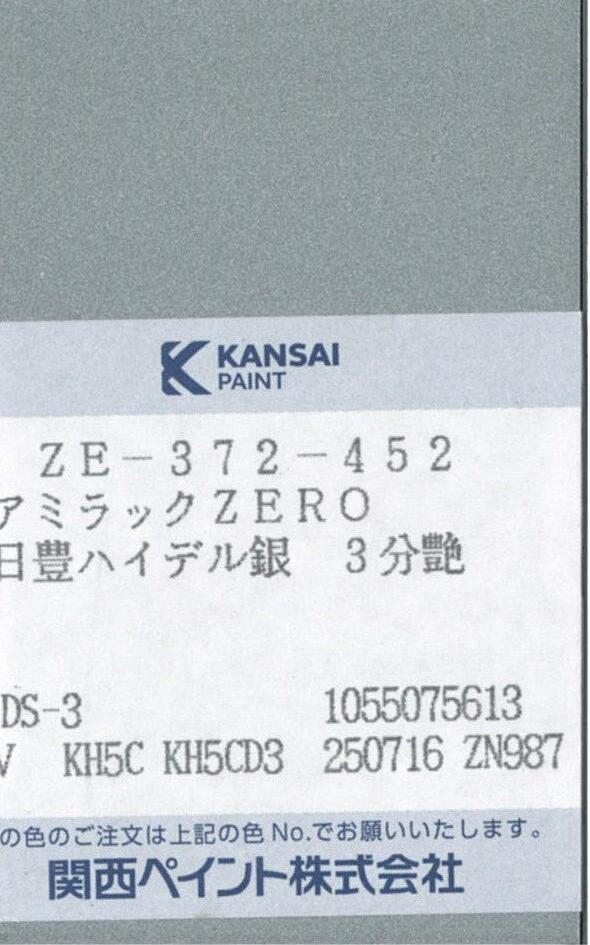 KANSAI
PAINT
ZE-372-452
アミラックZERO
日豊ハイデル銀 3分艶
DS-3 1055075613
V KH5C KH5CD3 250716 ZN987
の色のご注文は上記の色No.でお願いいたします。
関西ペイント株式会社